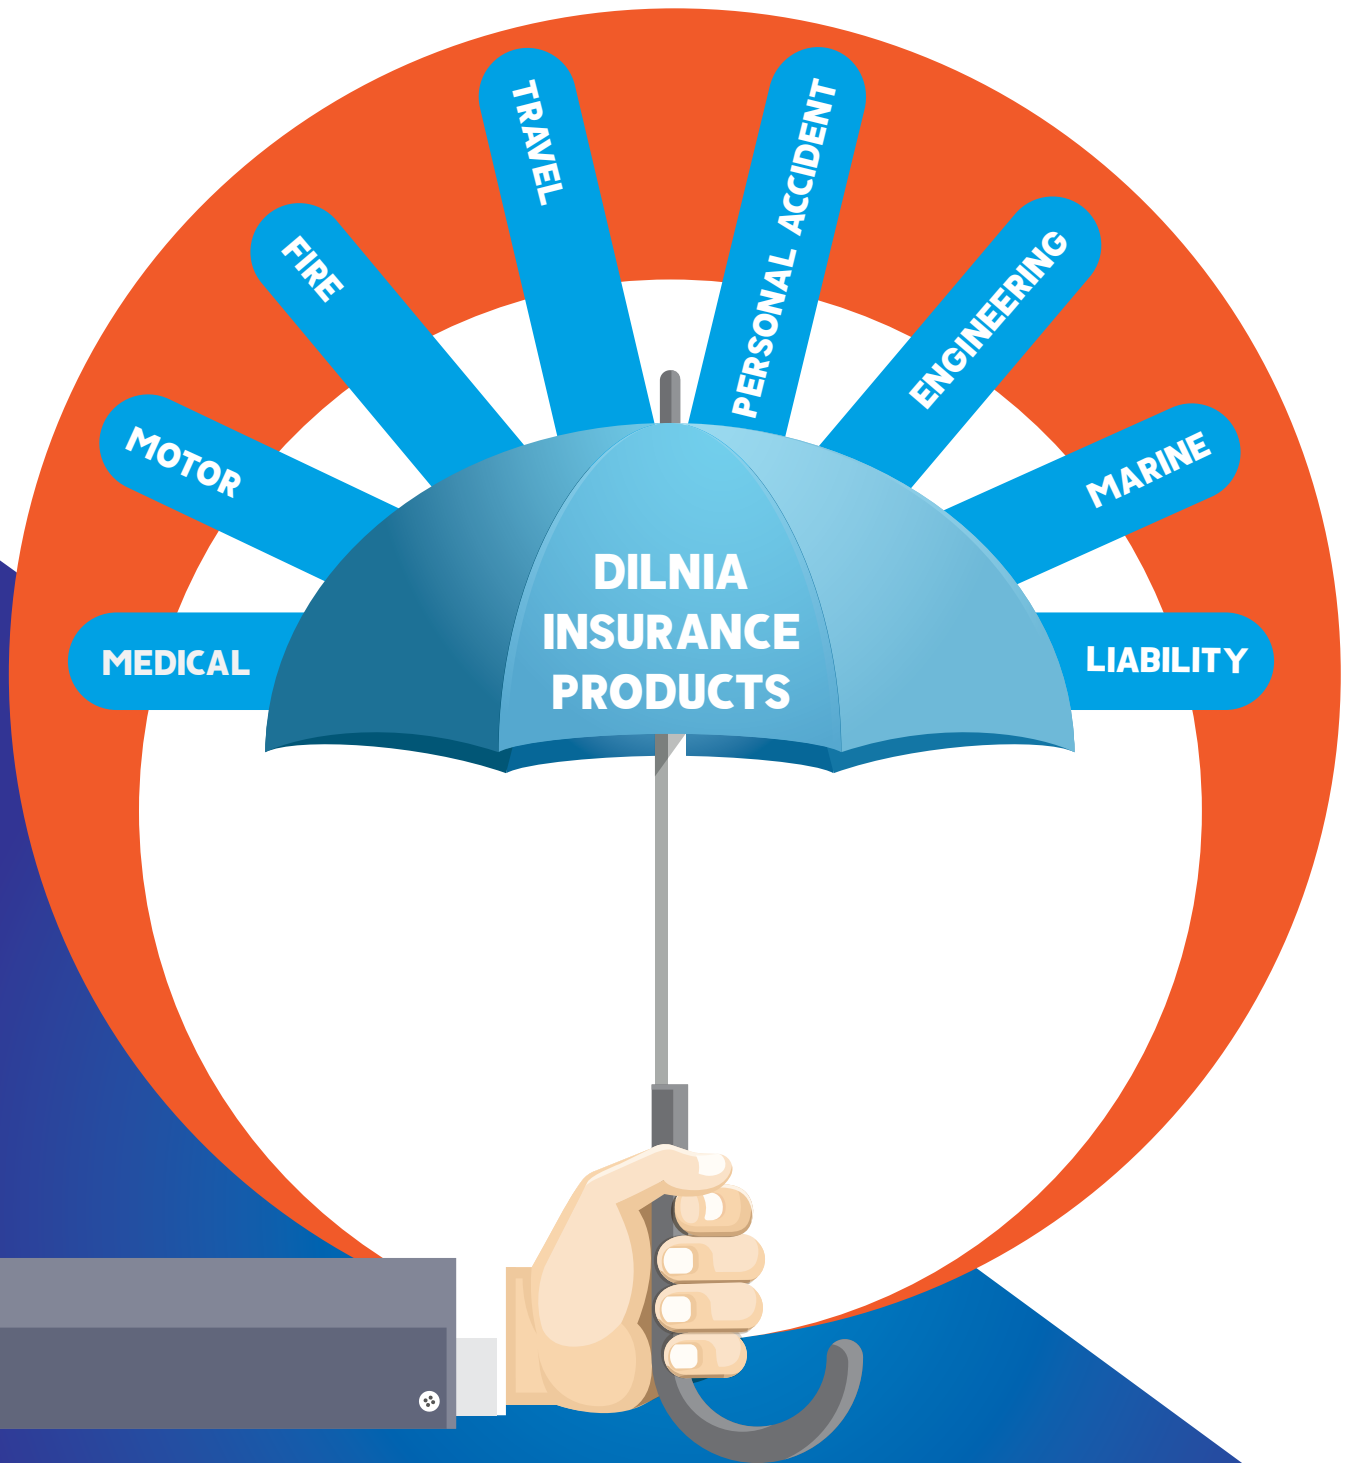 TRAVEL
PERSONAL ACCIDENT
FIRE
ENGINEERING
MOTOR
MARINE
MEDICAL
LIABILITY
DILNIA
INSURANCE
PRODUCTS